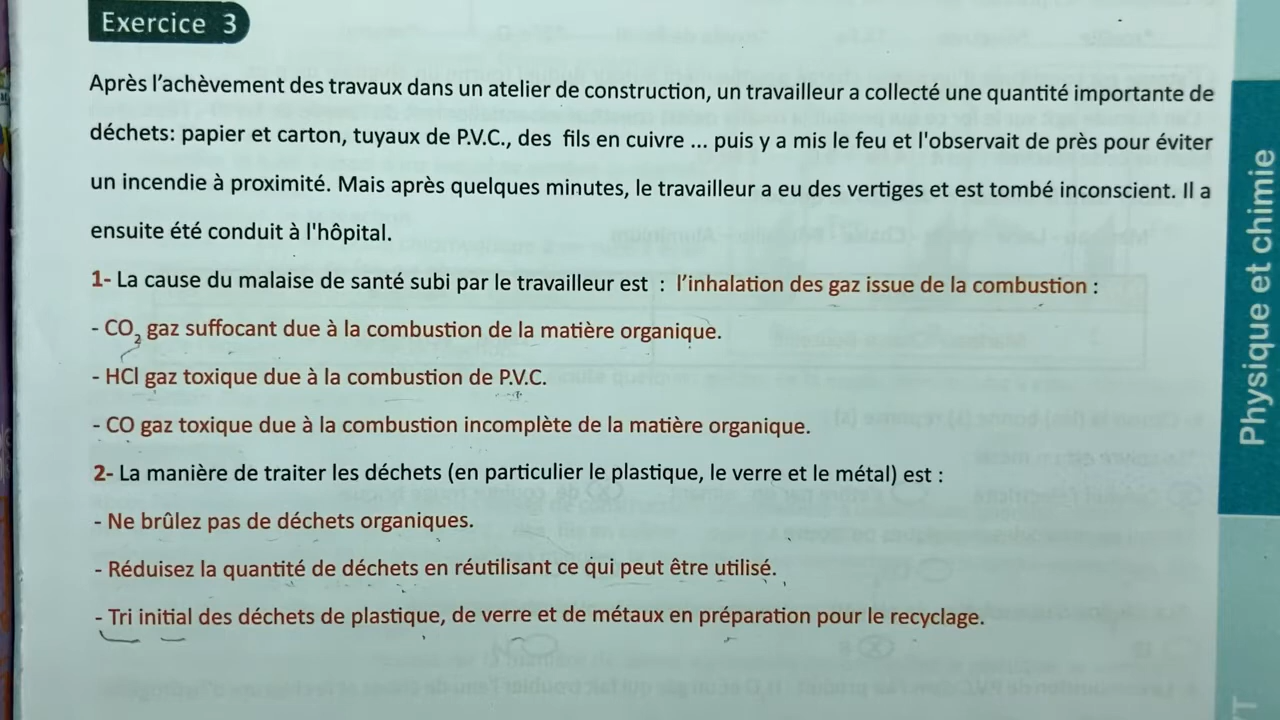 Exercice 3
Après l'achèvement des travaux dans un atelier de construction, un travailleur a collecté une quantité importante de
déchets: papier et carton, tuyaux de P.V.C., des fils en cuivre ... puis y a mis le feu et l'observait de près pour éviter
un incendie à proximité. Mais après quelques minutes, le travailleur a eu des vertiges et est tombé inconscient. Il a
ensuite été conduit à l'hôpital.
1- La cause du malaise de santé subi par le travailleur est : l'inhalation des gaz issue de la combustion :
- CO₂ gaz suffocant due à la combustion de la matière organique.
- HCl gaz toxique due à la combustion de P.V.C.
- CO gaz toxique due à la combustion incomplète de la matière organique.
2- La manière de traiter les déchets (en particulier le plastique, le verre et le métal) est :
- Ne brûlez pas de déchets organiques.
- Réduisez la quantité de déchets en réutilisant ce qui peut être utilisé.
- Tri initial des déchets de plastique, de verre et de métaux en préparation pour le recyclage.
Physique et chimie